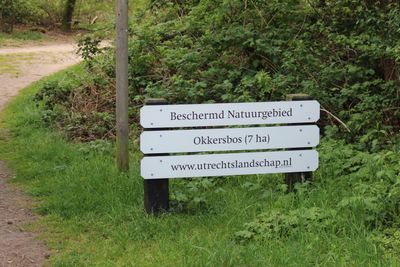 Beschermd Natuurgebied
Okkersbos (7 ha)
www.utrechtslandschap.nl